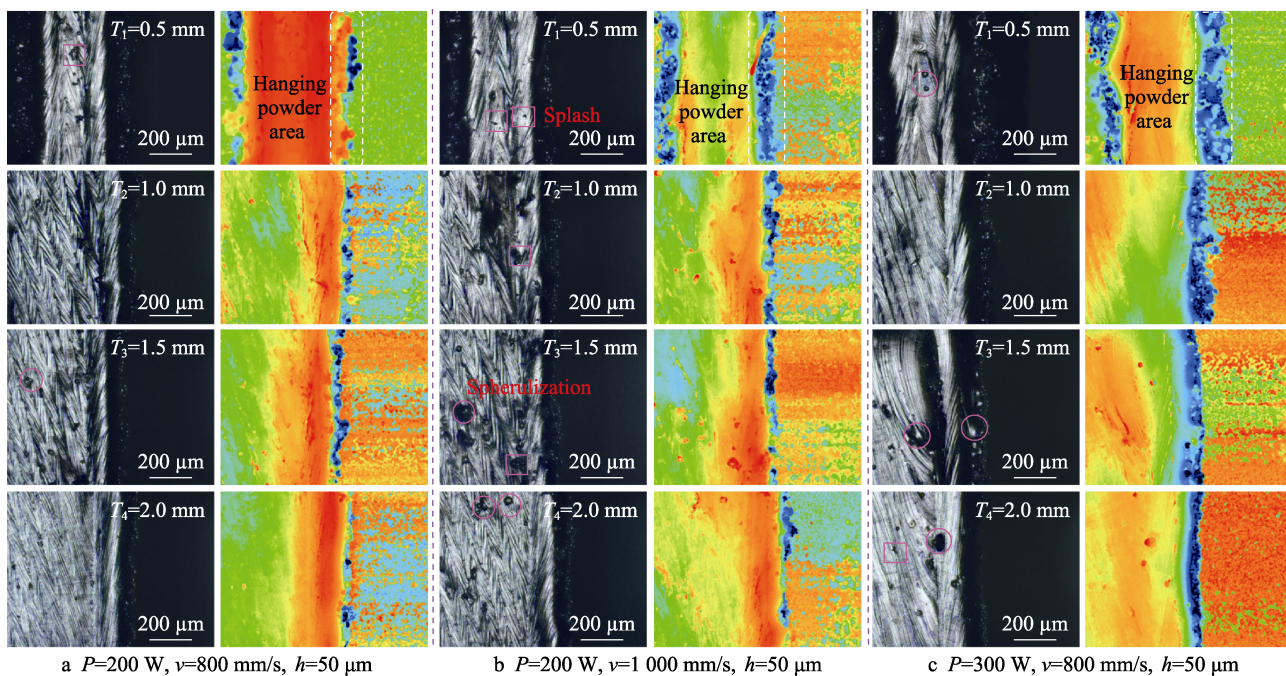 T₁=0.5 mm
200 µm
Hanging
powder
area
T₁=0.5 mm
Splash
200 µm
Hanging
powder
area
T₁=0.5 mm
200 µm
Hanging
powder
area
T₂=1.0 mm
200 µm
T₂=1.0 mm
200 µm
T₂=1.0 mm
200 µm
T₃=1.5 mm
200 µm
T₃=1.5 mm
Spherulization
200 µm
T₃=1.5 mm
200 µm
T₄=2.0 mm
200 µm
T₄=2.0 mm
200 µm
T₄=2.0 mm
200 µm
a P=200 W, v=800 mm/s, h=50 µm
b P=200 W, v=1 000 mm/s, h=50 µm
c P=300 W, v=800 mm/s, h=50 µm